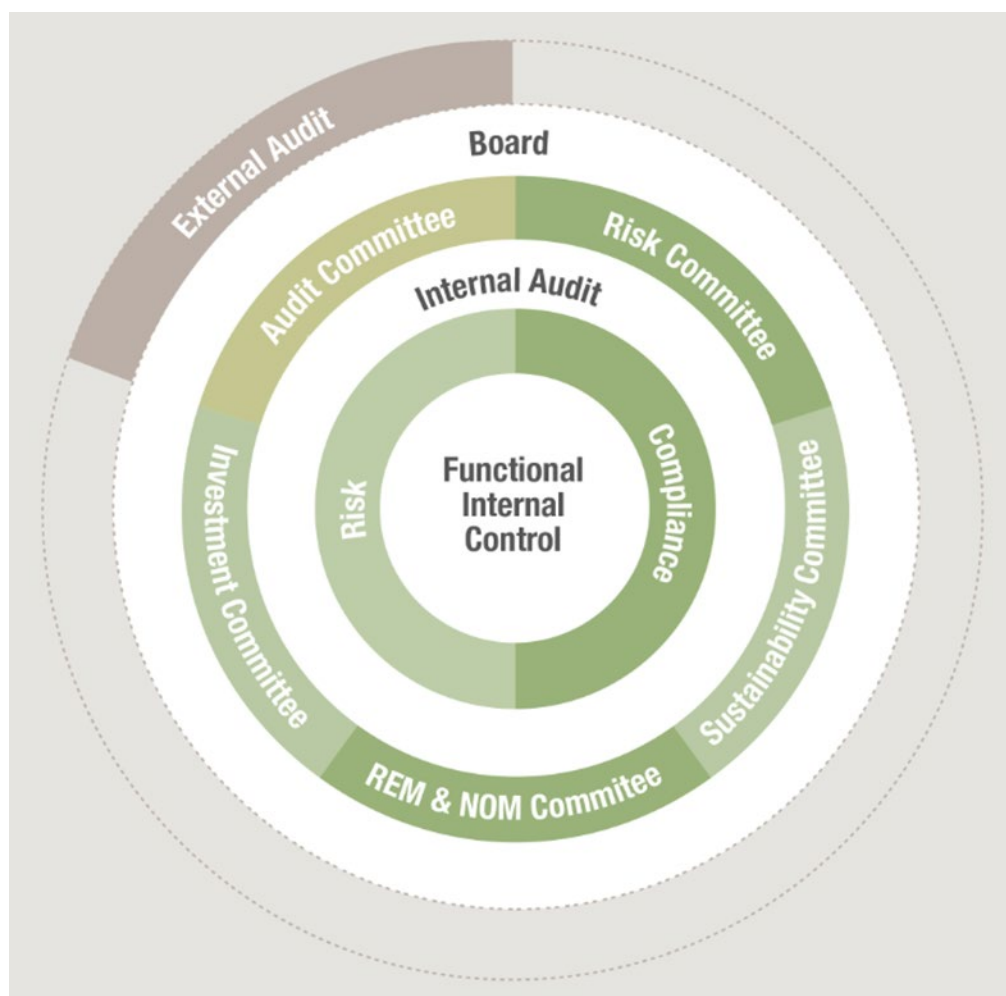 External Audit
Board
Audit Committee
Risk Committee
Internal Audit
Risk
Functional
Internal
Control
Compliance
Investment Committee
Sustainability Committee
REM & NOM Commitee